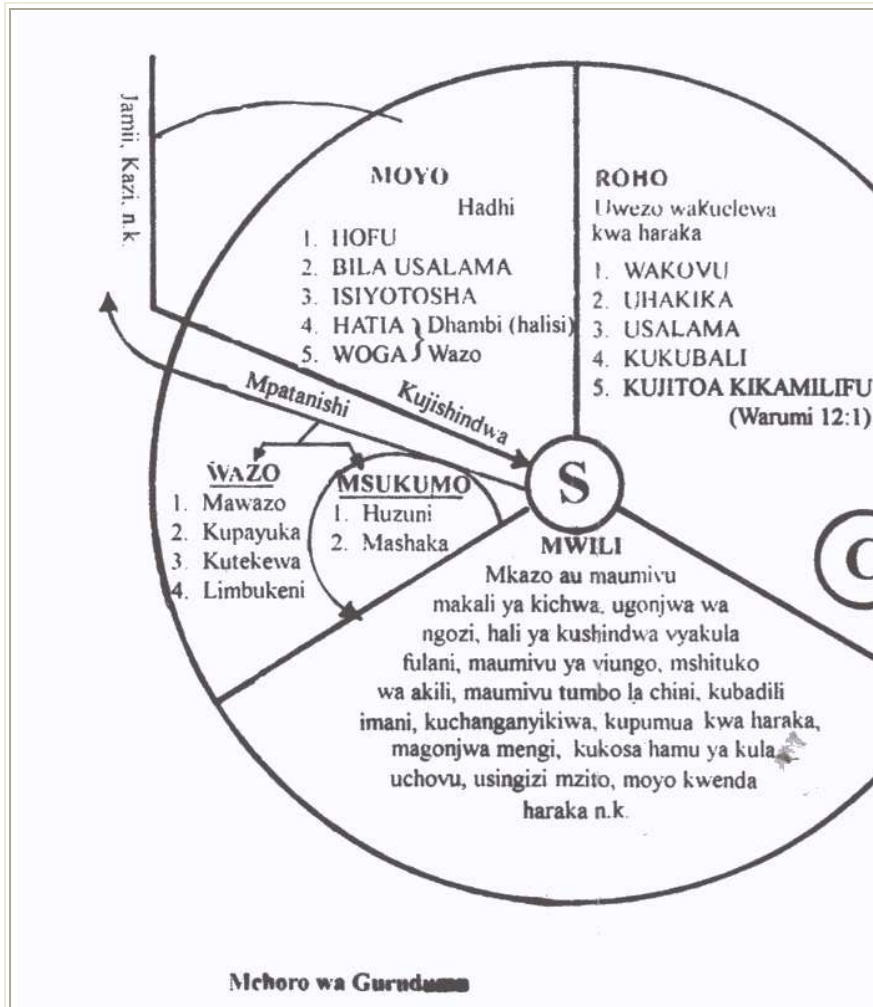 Jamii, Kazi, n.k.
MOYO
Hadhi
1. HOFU
2. BILA USALAMA
3. ISIYOTOSHA
4. HATIA } Dhambi (halisi)
5. WOGA } Wazo
ROHO
Uwezo wakuelewa
kwa haraka
1. WAKOVU
2. UHAKIKA
3. USALAMA
4. KUKUBALI
5. KUJITOA KIKAMILIFU
(Warumi 12:1)
Mpatanishi
Kujishindwa
WAZO
1. Mawazo
2. Kupayuka
3. Kutekewa
4. Limbukeni
MSUKUMO
1. Huzuni
2. Mashaka
S
C
MWILI
Mkazo au maumivu
makali ya kichwa, ugonjwa wa
ngozi, hali ya kushindwa vyakula
fulani, maumivu ya viungo, mshituko
wa akili, maumivu tumbo la chini, kubadili
imani, kuchanganyikiwa, kupumua kwa haraka,
magonjwa mengi, kukosa hamu ya kula,
uchovu, usingizi mzito, moyo kwenda
haraka n.k.
Mchoro wa